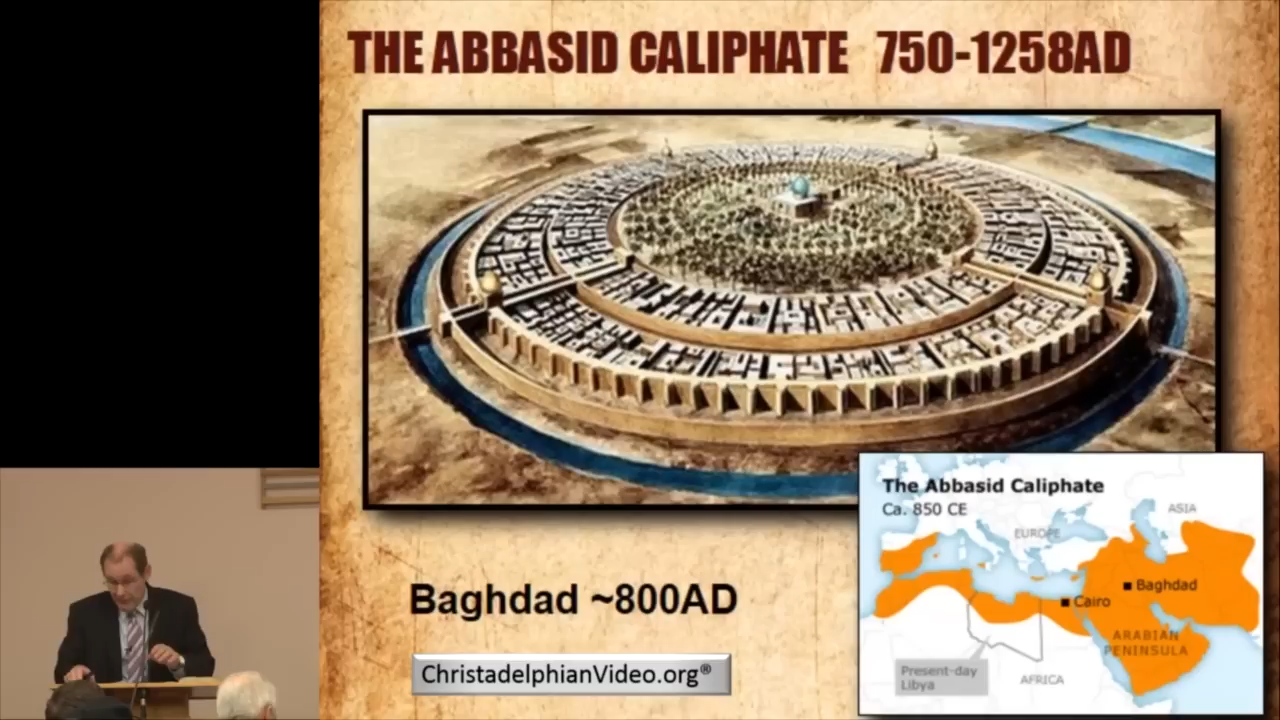 THE ABBASID CALIPHATE 750-1258AD
The Abbasid Caliphate
Ca. 850 CE
ASIA
EUROPE
Baghdad
Cairo
ARABIAN
PENINSULA
Present-day
Libya
AFRICA
Baghdad ~800AD
ChristadelphianVideo.org®